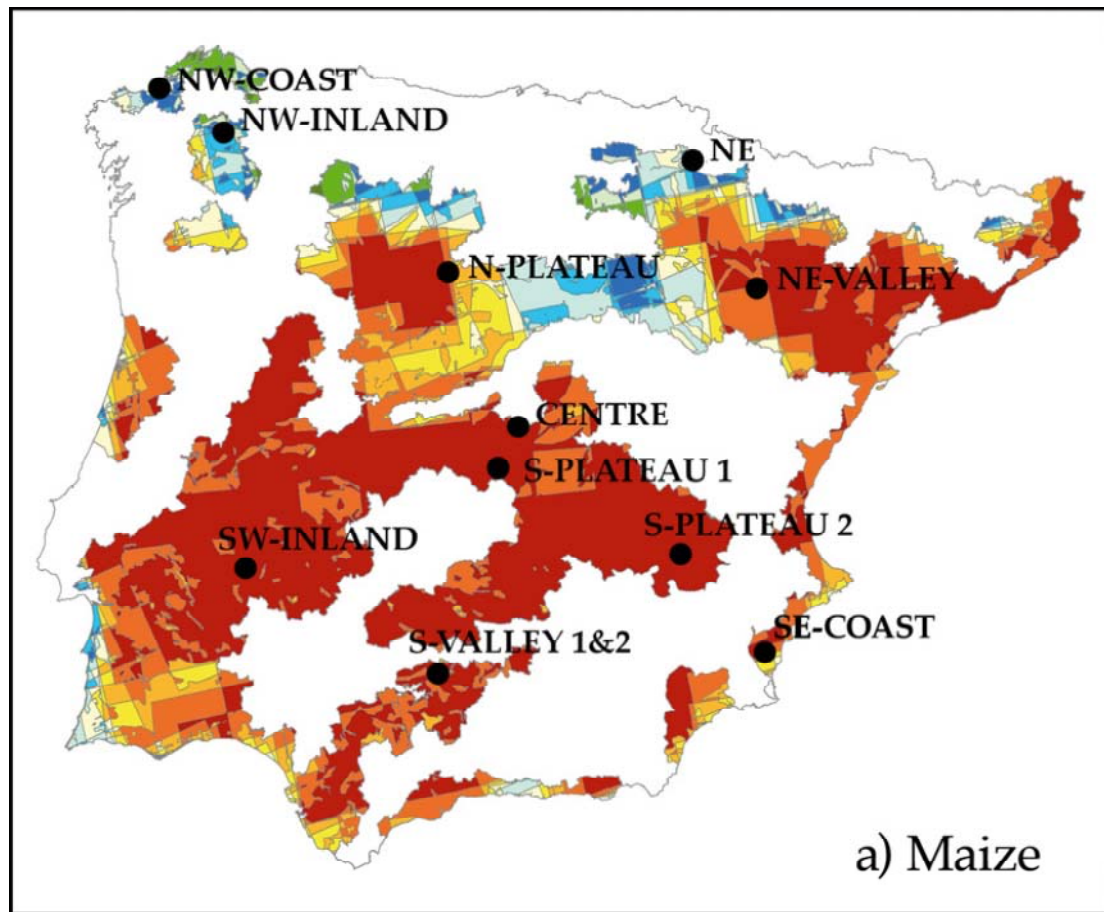 NW-COAST
NW-INLAND
NE
N-PLATEAU
NE-VALLEY
CENTRE
S-PLATEAU 1
S-PLATEAU 2
SW-INLAND
SE-COAST
S-VALLEY 1&2
a) Maize